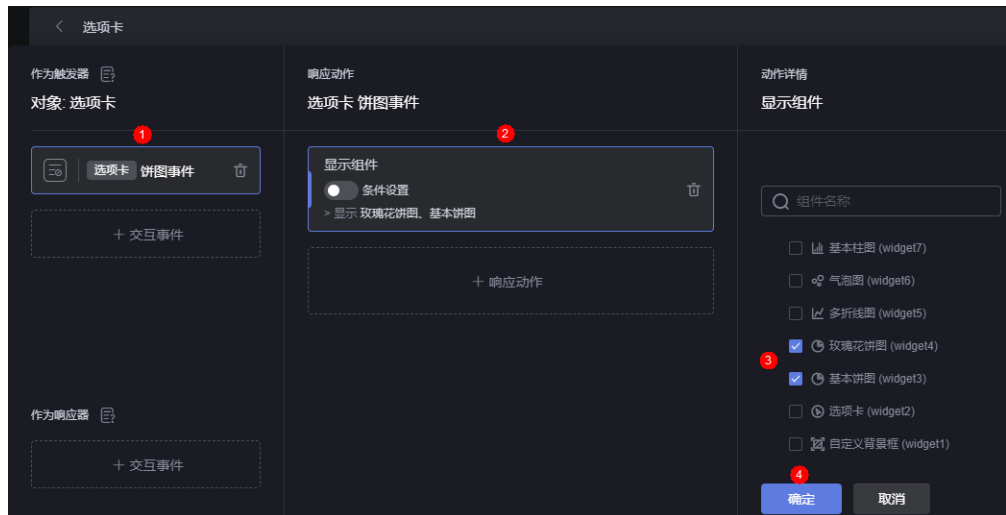 选项卡
作为触发器
对象: 选项卡
1
选项卡 饼图事件
+ 交互事件
作为响应器
+ 交互事件
响应动作
选项卡 饼图事件
2
显示组件
条件设置
> 显示 玫瑰花饼图、基本饼图
+ 响应动作
动作详情
显示组件
组件名称
基本柱图 (widget7)
气泡图 (widget6)
多折线图 (widget5)
玫瑰花饼图 (widget4)
3
基本饼图 (widget3)
选项卡 (widget2)
自定义背景框 (widget1)
4
确定 取消